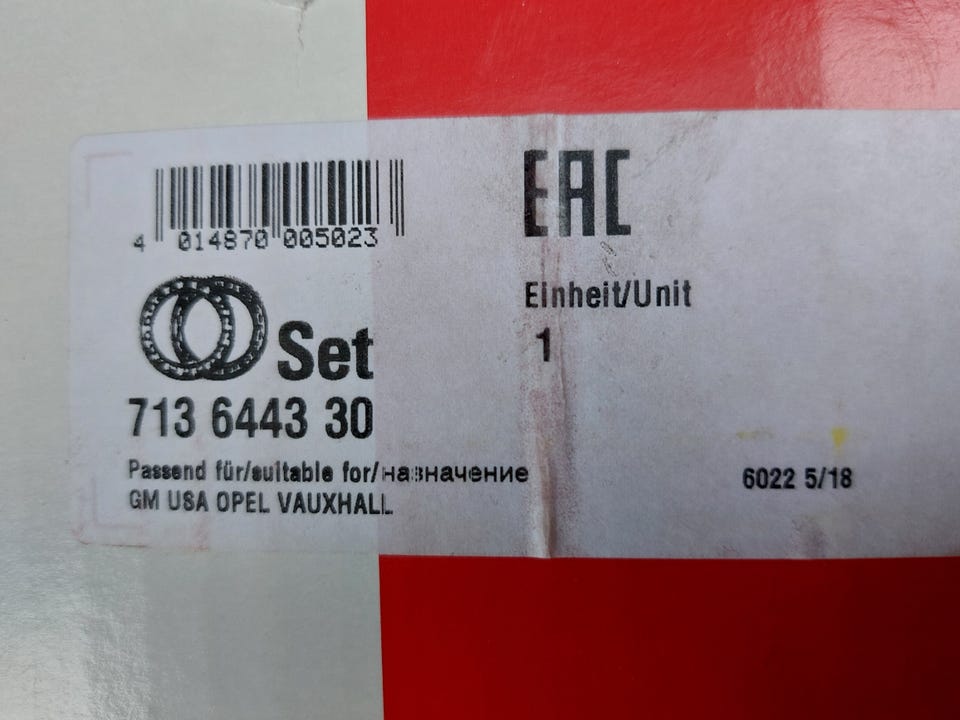 4 014870 005023
EAC
Einheit/Unit
1
Set
713 6443 30
Passend für/suitable for/назначение
GM USA OPEL VAUXHALL
6022 5/18